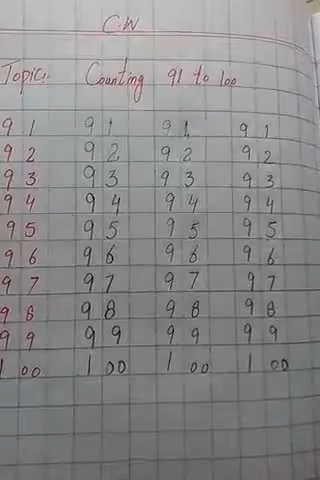 C.W
Topic: Counting 91 to 100
91 91 91 91
92 92 92 92
93 93 93 93
94 94 94 94
95 95 95 95
96 96 96 96
97 97 97 97
98 98 98 98
99 99 99 99
100 100 100 100